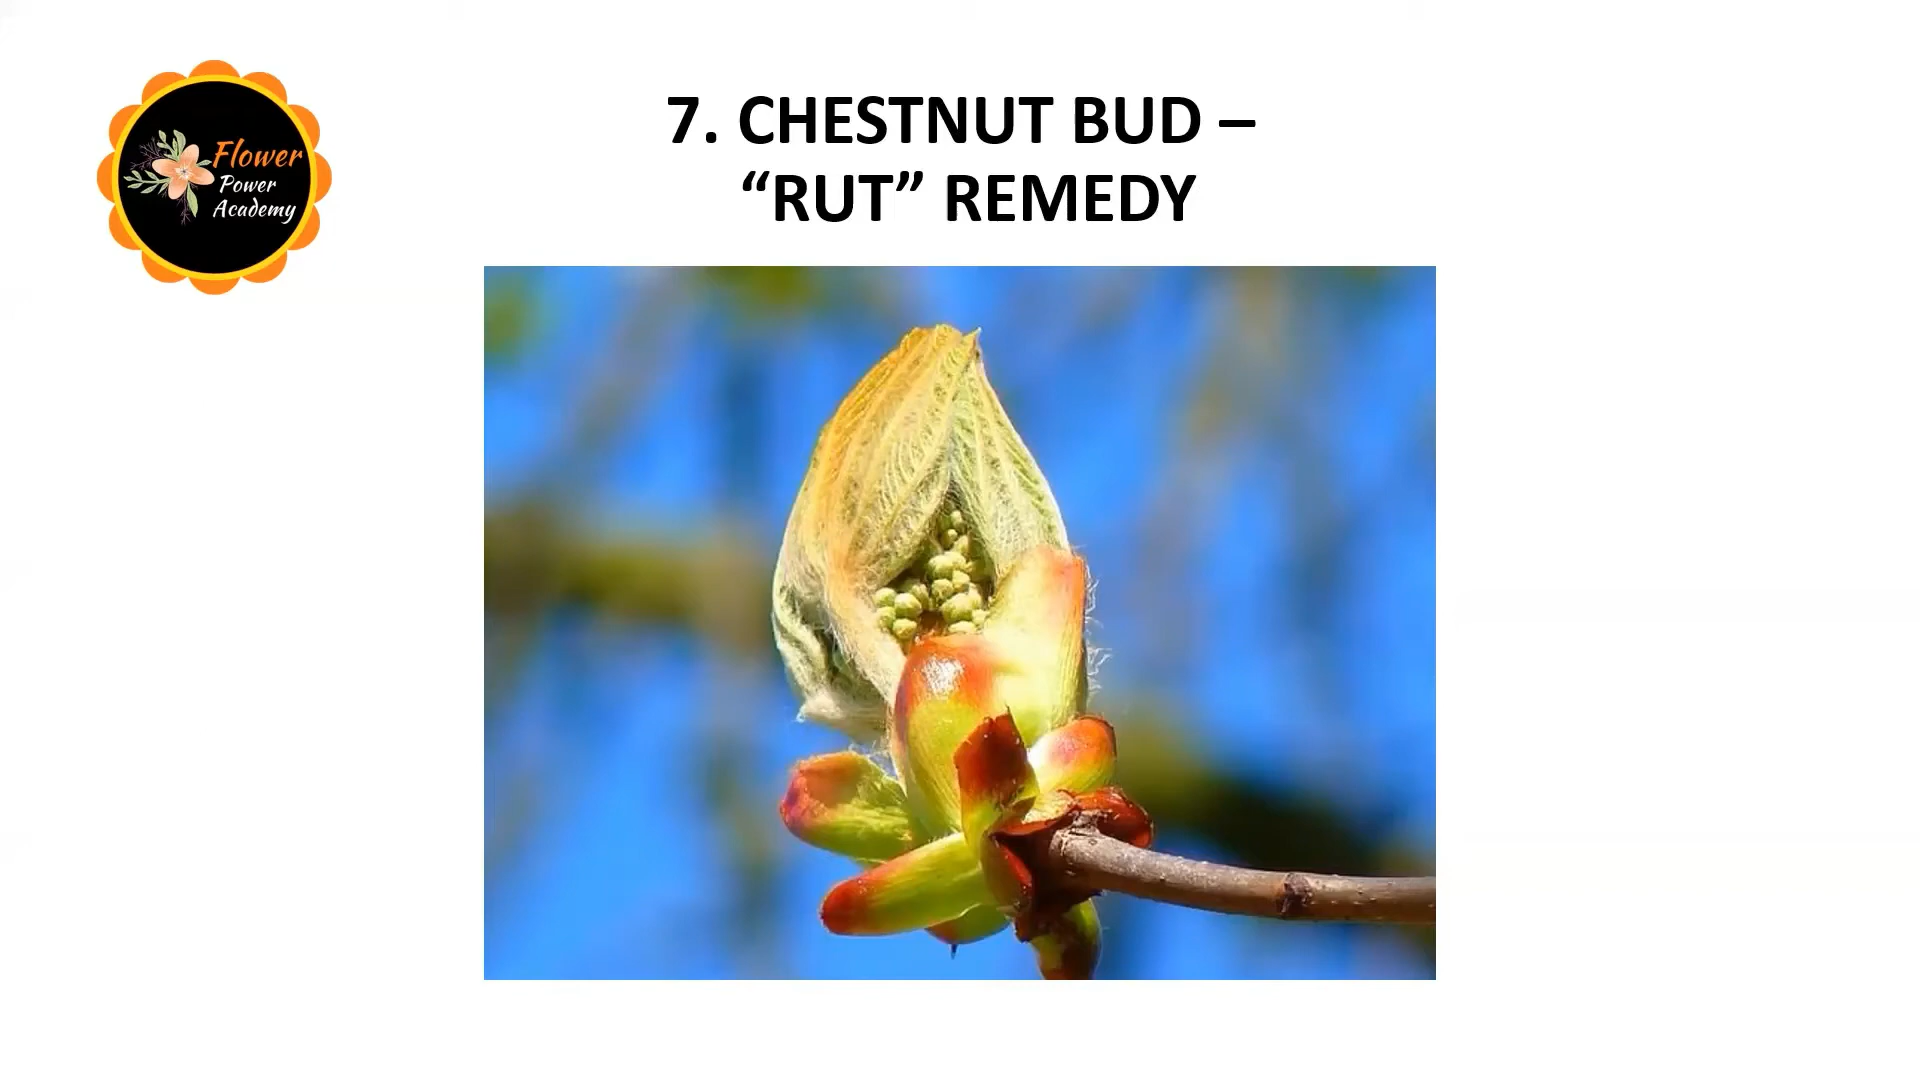 Flower
Power
Academy
7. CHESTNUT BUD –
“RUT” REMEDY